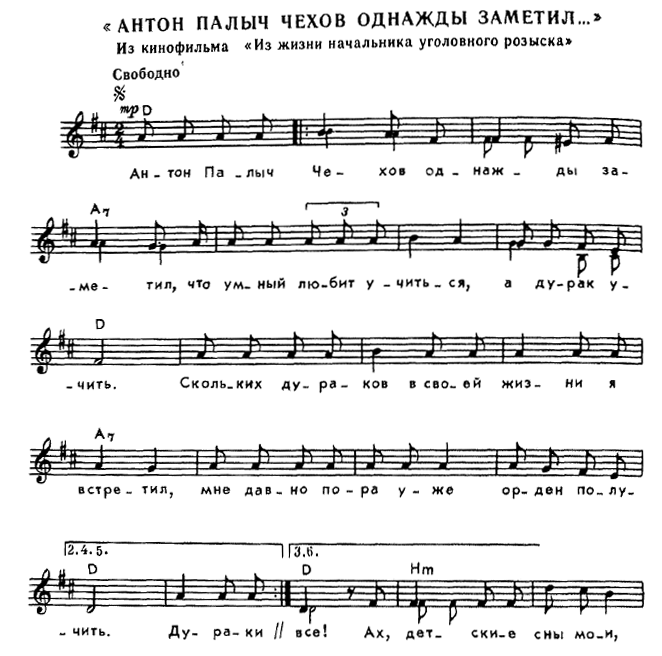 « АНТОН ПАЛЫЧ ЧЕХОВ ОДНАЖДЫ ЗАМЕТИЛ...»
Из кинофильма «Из жизни начальника уголовного розыска»
Свободно
mp D
2/4
Ан-тон Па-лыч Че- хов од-наж- ды за-
A7
3
-ме- тил, что ум-ный лю-бит у-чить-ся, а ду-рак у-
D
-чить. Сколь-ких ду-ра-ков в сво-ей жиз-ни я
A7
встре-тил, мне дав-но по-ра у-же ор-ден по-лу-
2.4.5. 3.6.
D D Hm
-чить. Ду-ра-ки // все! Ах, дет-ски-е сны мо-и,